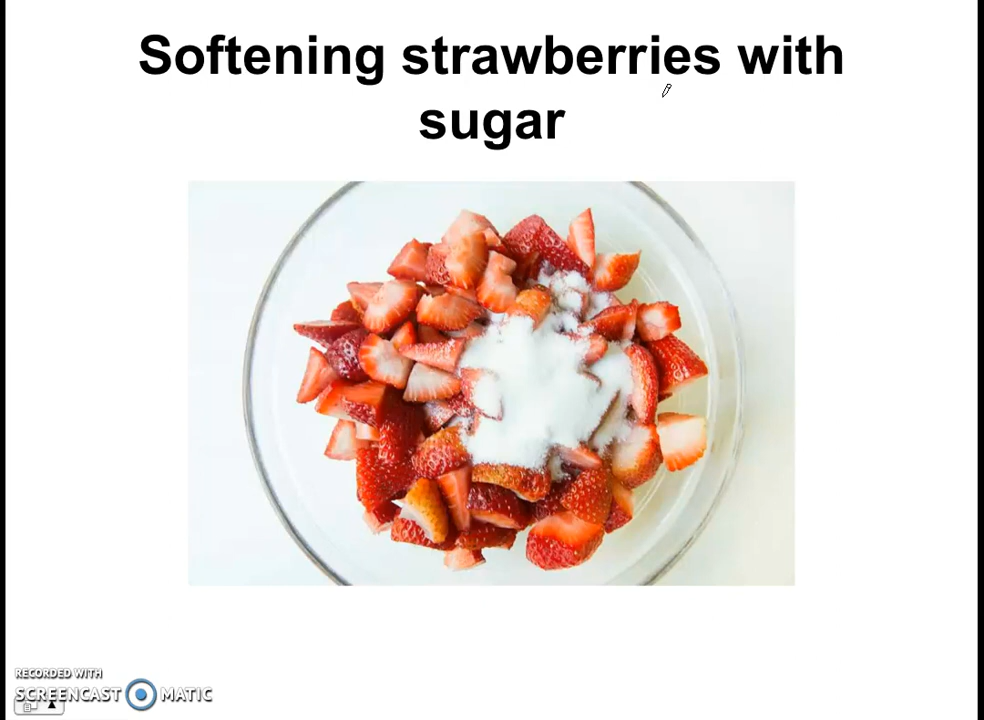 Softening strawberries with
sugar
RECORDED WITH
SCREENCAST MATIC